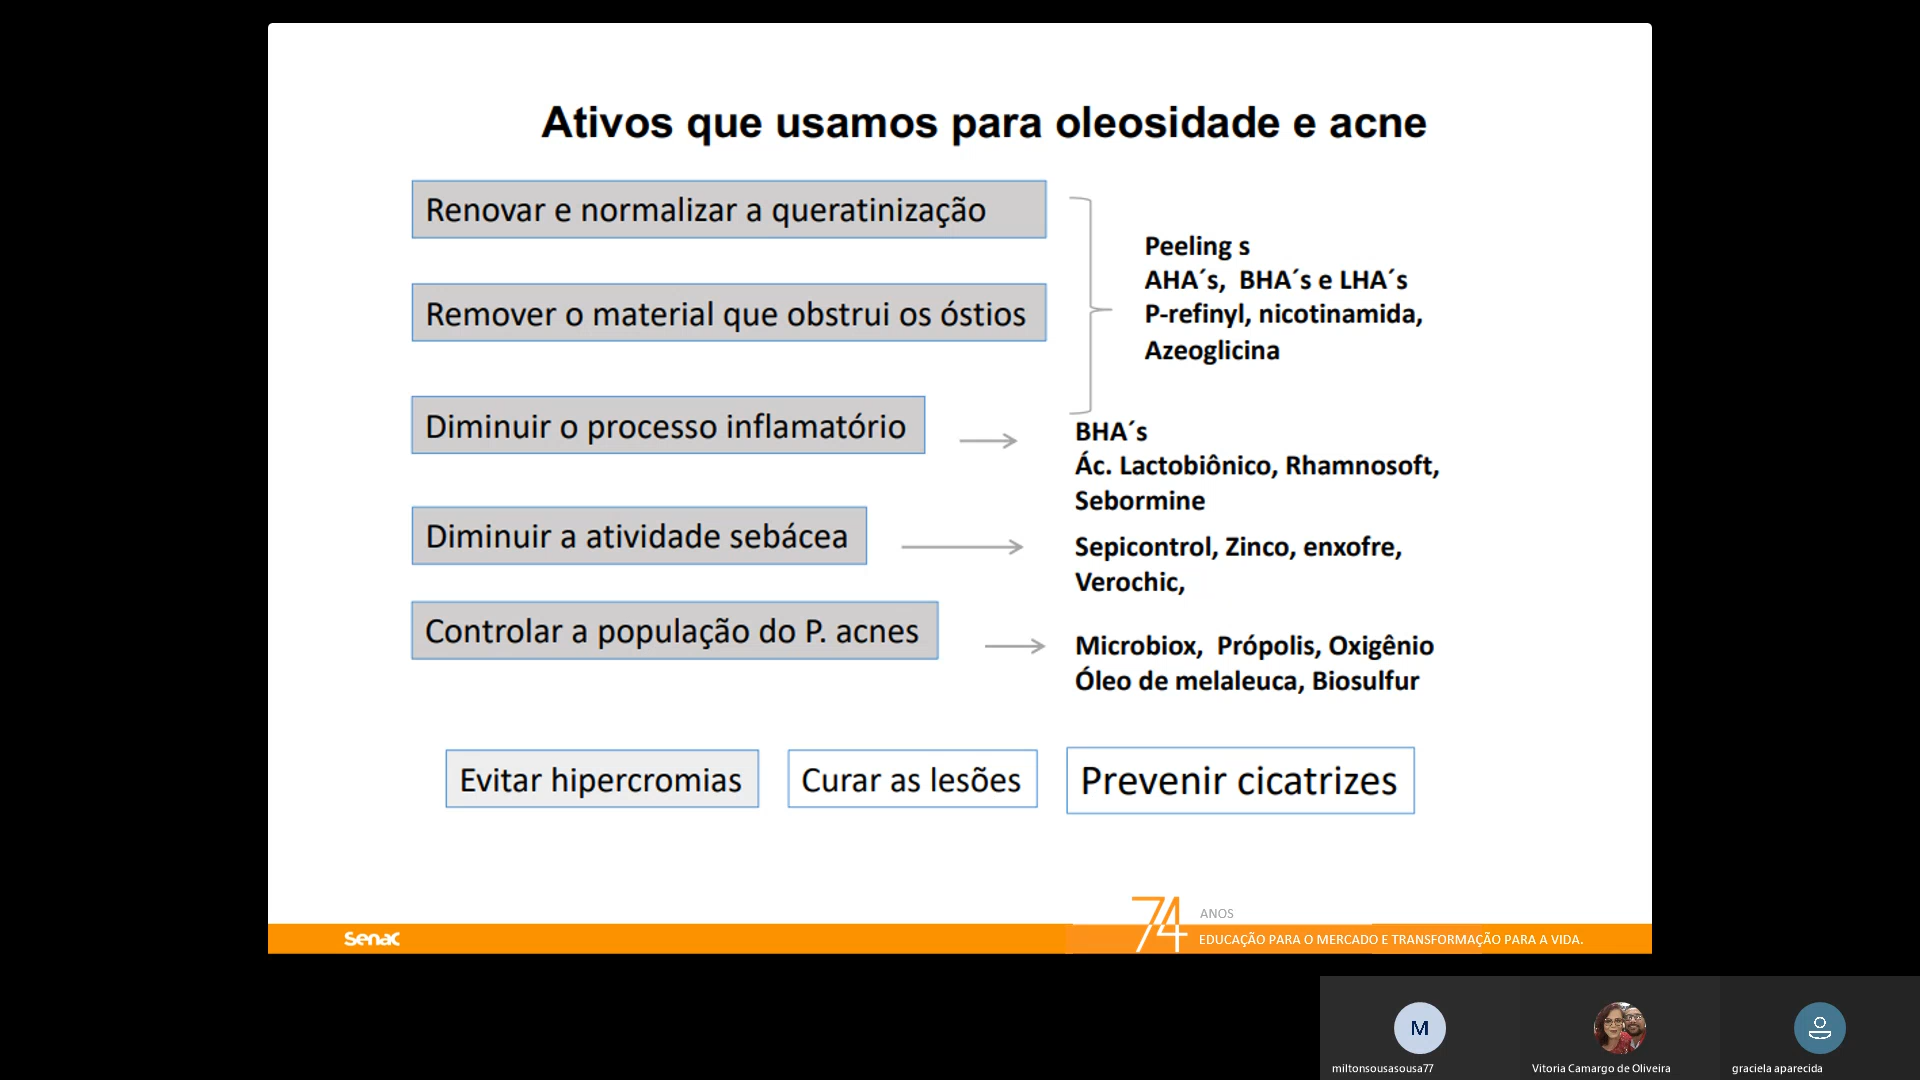 Ativos que usamos para oleosidade e acne
Renovar e normalizar a queratinização
Remover o material que obstrui os óstios
Peeling s
AHA´s, BHA´s e LHA´s
P-refinyl, nicotinamida,
Azeoglicina
Diminuir o processo inflamatório
BHA´s
Ác. Lactobiônico, Rhamnosoft,
Sebormine
Diminuir a atividade sebácea
Sepicontrol, Zinco, enxofre,
Verochic,
Controlar a população do P. acnes
Microbiox, Própolis, Oxigênio
Óleo de melaleuca, Biosulfur
Evitar hipercromias
Curar as lesões
Prevenir cicatrizes
senac
74 ANOS
EDUCAÇÃO PARA O MERCADO E TRANSFORMAÇÃO PARA A VIDA.
M
miltonsousasousa77
Vitoria Camargo de Oliveira
graciela aparecida